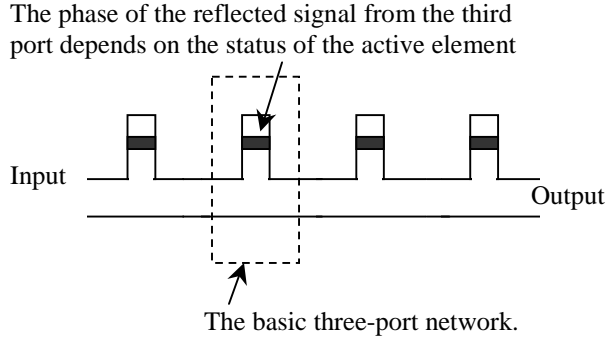 The phase of the reflected signal from the third
port depends on the status of the active element
Input
Output
The basic three-port network.